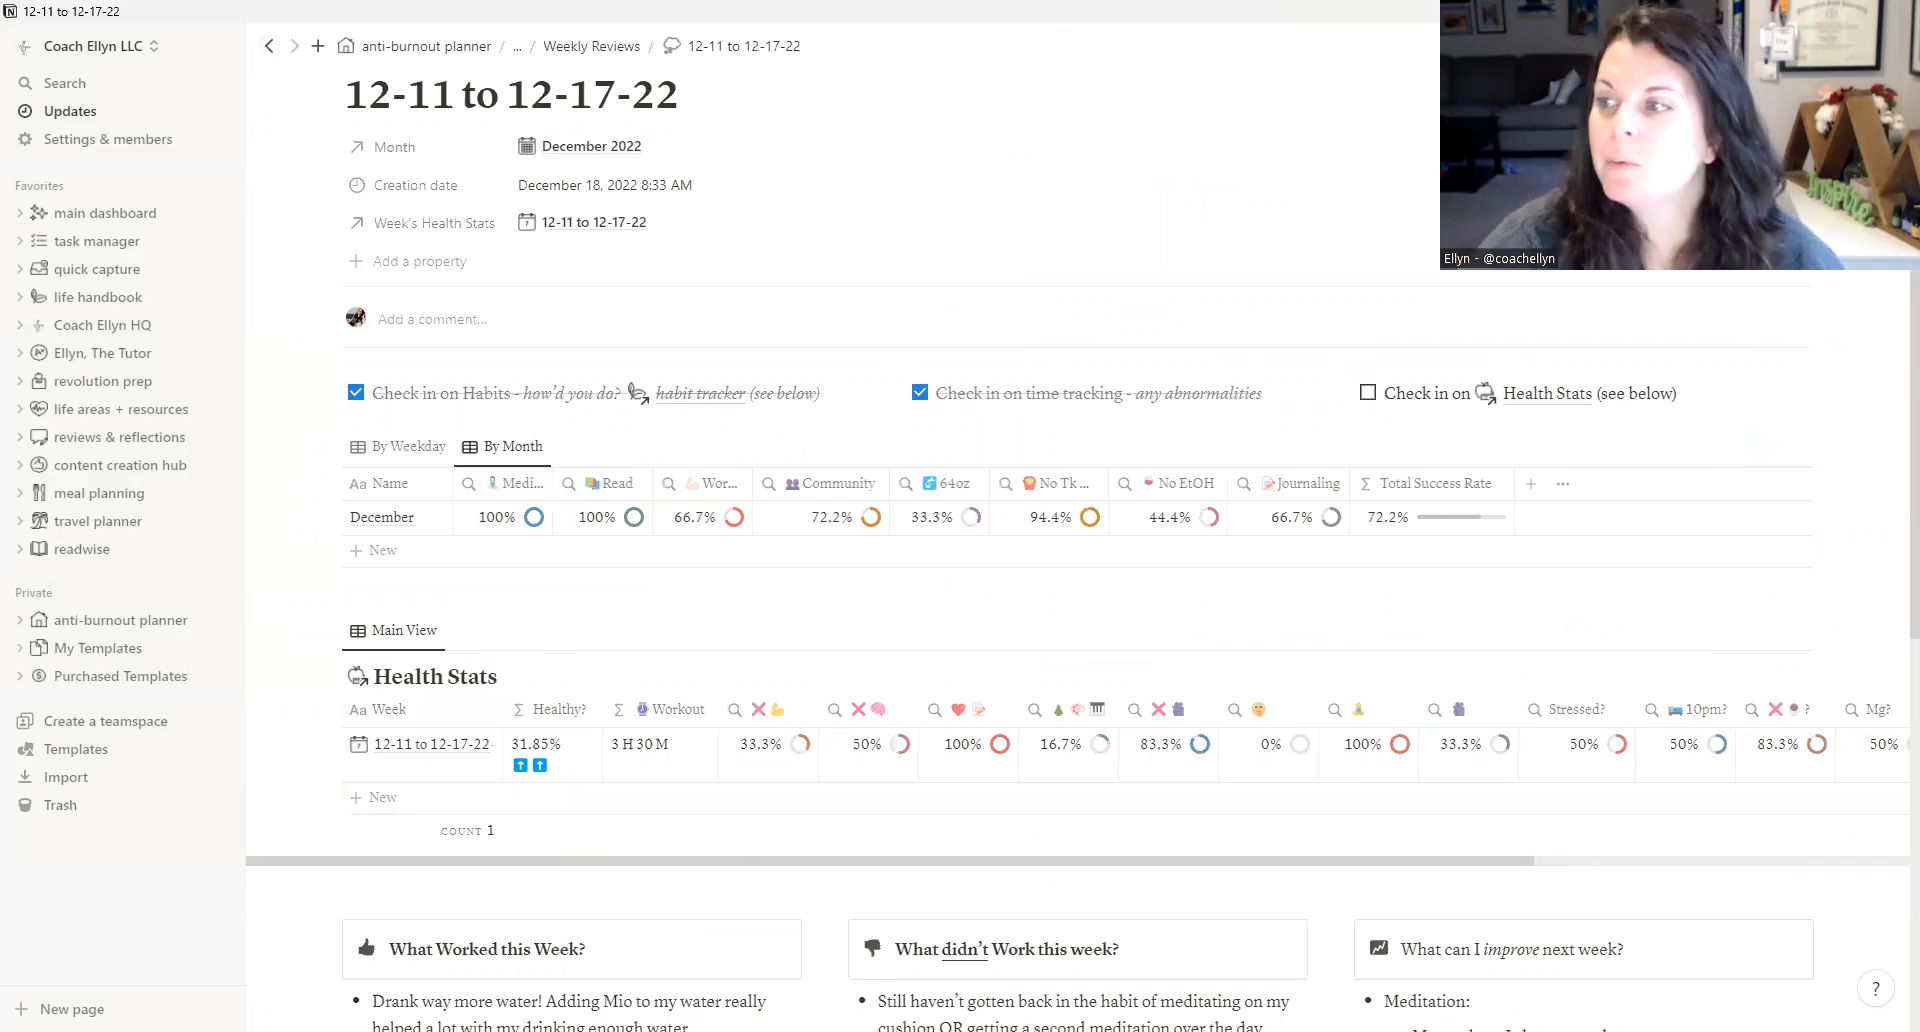 12-11 to 12-17-22
Coach Ellyn LLC
Search
Updates
Settings & members
Favorites
main dashboard
task manager
quick capture
life handbook
Coach Ellyn HQ
Ellyn, The Tutor
revolution prep
life areas + resources
reviews & reflections
content creation hub
meal planning
travel planner
readwise
Private
anti-burnout planner
My Templates
Purchased Templates
Create a teamspace
Templates
Import
Trash
New page
anti-burnout planner / ... / Weekly Reviews / 12-11 to 12-17-22
12-11 to 12-17-22
Month December 2022
Creation date December 18, 2022 8:33 AM
Week's Health Stats 12-11 to 12-17-22
Add a property
Add a comment...
Ellyn - @coachellyn
Inspire
Check in on Habits - how'd you do? habit tracker (see below)
Check in on time tracking - any abnormalities
Check in on Health Stats (see below)
By Weekday By Month
Aa Name Medi... Read Wor... Community 64oz No Tk ... No EtOH Journaling Σ Total Success Rate
December 100% 100% 66.7% 72.2% 33.3% 94.4% 44.4% 66.7% 72.2%
New
Main View
Health Stats
Aa Week Σ Healthy? Σ Workout Stressed? 10pm? ? Mg?
12-11 to 12-17-22 31.85% 3 H 30 M 33.3% 50% 100% 16.7% 83.3% 0% 100% 33.3% 50% 50% 83.3% 50%
New
COUNT 1
What Worked this Week?
• Drank way more water! Adding Mio to my water really
helped a lot with my drinking enough water
What didn't Work this week?
• Still haven't gotten back in the habit of meditating on my
cushion OR getting a second meditation over the day
What can I improve next week?
• Meditation:
?